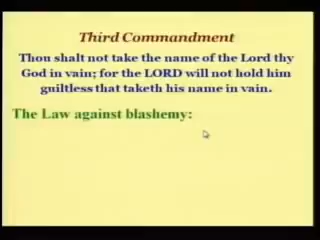 Third Commandment
Thou shalt not take the name of the Lord thy
God in vain; for the LORD will not hold him
guiltless that taketh his name in vain.
The Law against blashemy: